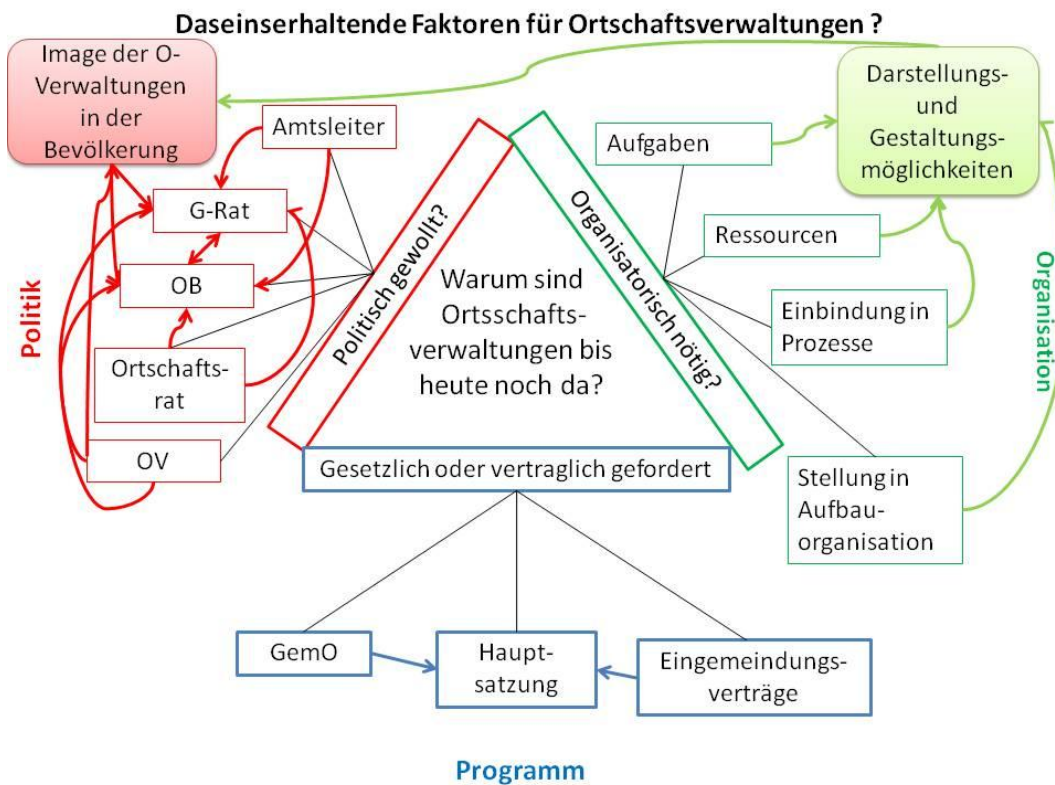 Daseinserhaltende Faktoren für Ortschaftsverwaltungen ?
Image der O-
Verwaltungen
in der
Bevölkerung
Amtsleiter
G-Rat
OB
Ortschafts-
rat
OV
Politik
Politisch gewollt?
Warum sind
Ortsschafts-
verwaltungen bis
heute noch da?
Organisatorisch nötig?
Aufgaben
Ressourcen
Einbindung in
Prozesse
Stellung in
Aufbau-
organisation
Darstellungs-
und
Gestaltungs-
möglichkeiten
Organisation
Gesetzlich oder vertraglich gefordert
GemO
Haupt-
satzung
Eingemeindungs-
verträge
Programm